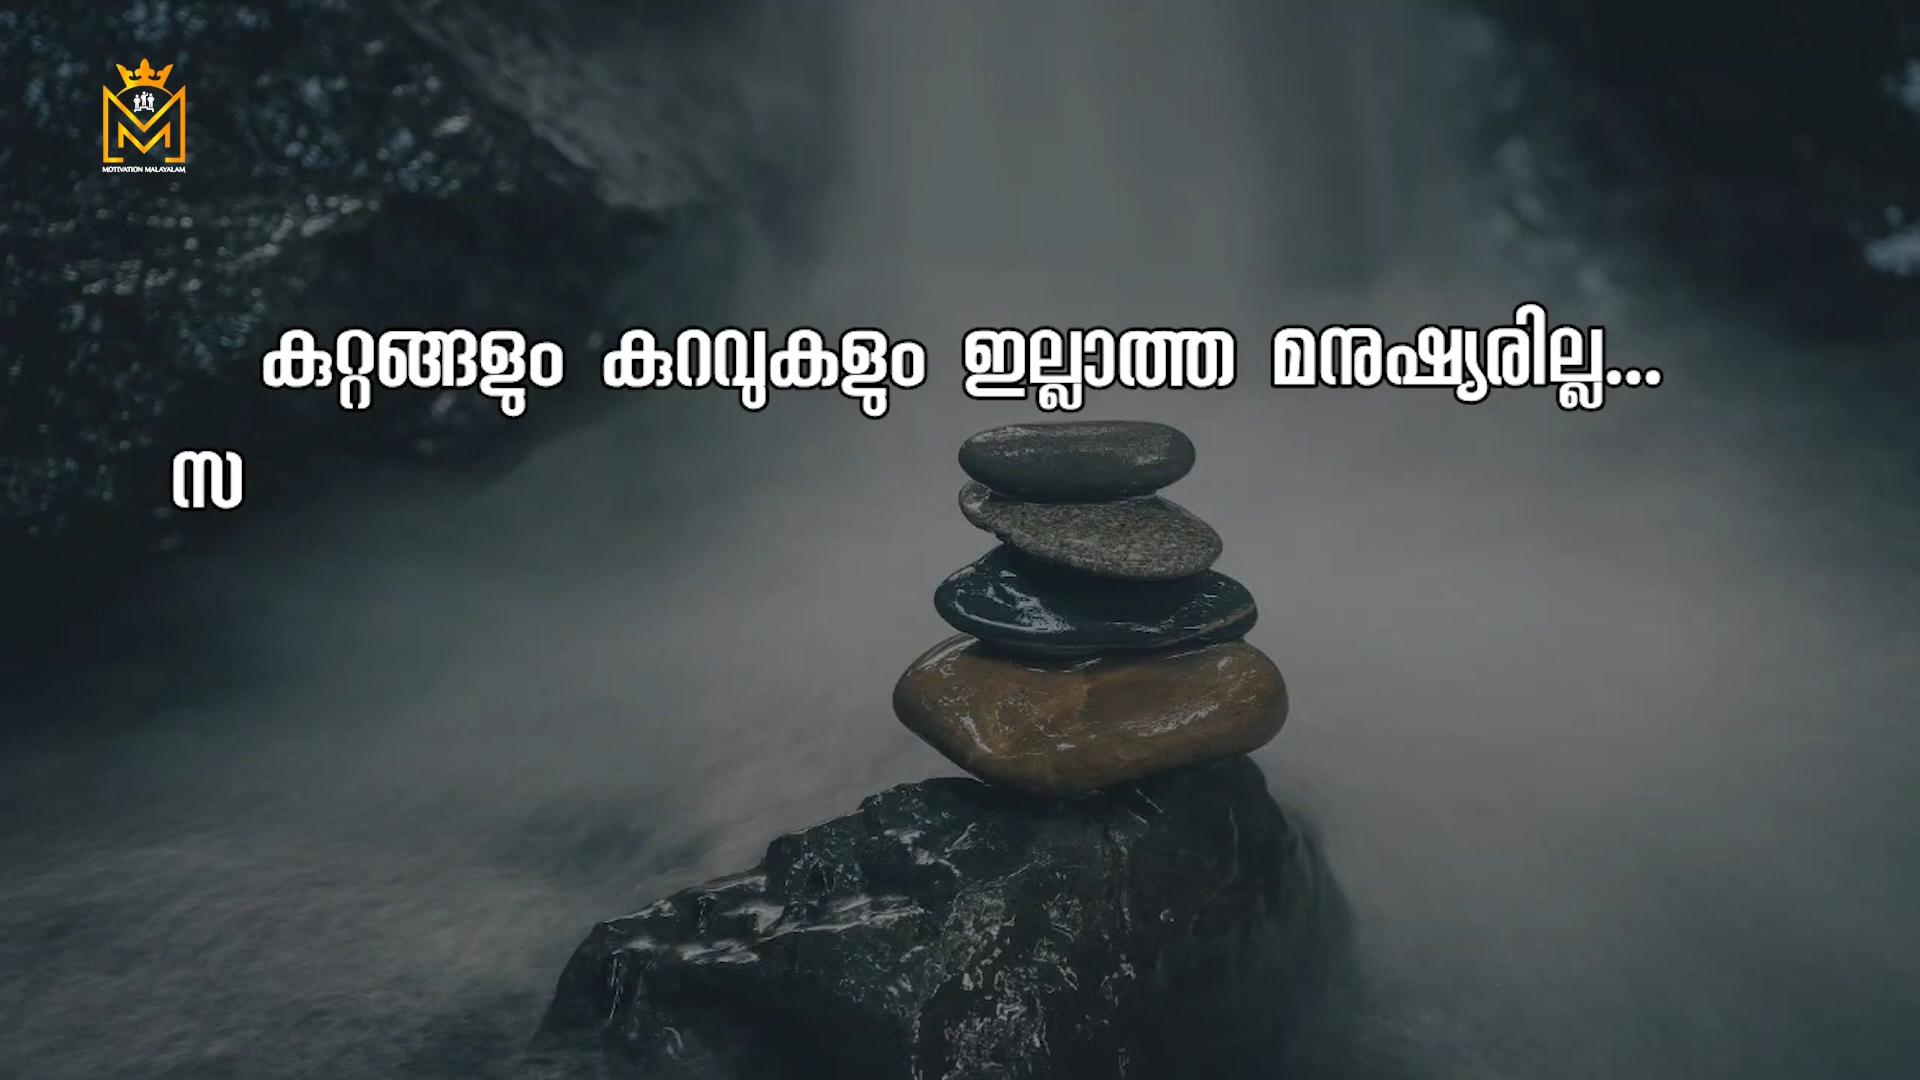 MOTIVATION MALAYALAM
കുറ്റങ്ങളും കുറവുകളും ഇല്ലാത്ത മനുഷ്യരില്ല...
സ